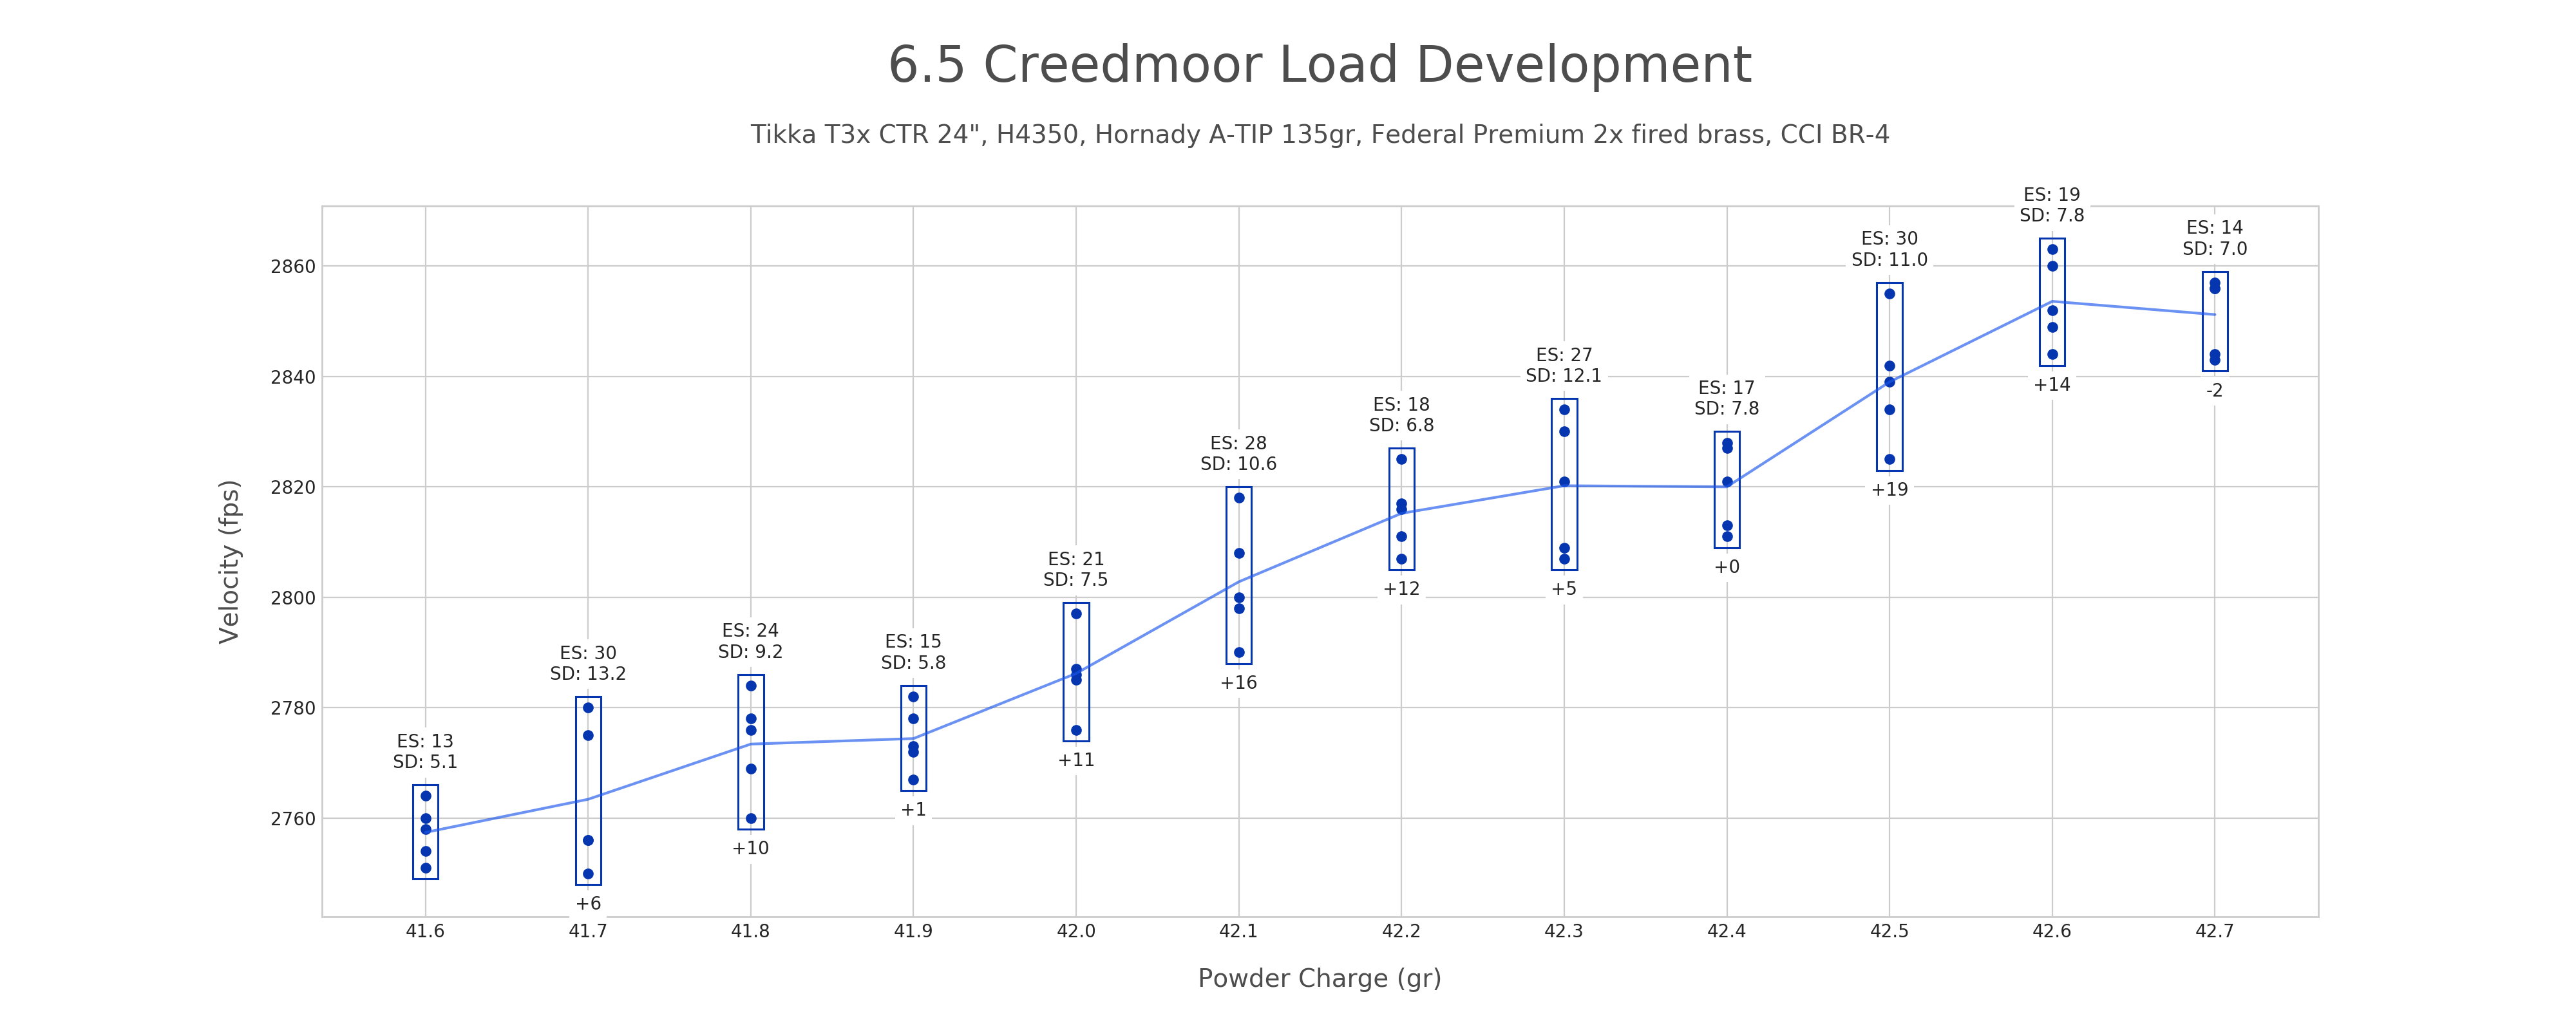 6.5 Creedmoor Load Development
Tikka T3x CTR 24", H4350, Hornady A-TIP 135gr, Federal Premium 2x fired brass, CCI BR-4
Velocity (fps)
2860
2840
2820
2800
2780
2760
ES: 13
SD: 5.1
ES: 30
SD: 13.2
+6
ES: 24
SD: 9.2
+10
ES: 15
SD: 5.8
+1
ES: 21
SD: 7.5
+11
ES: 28
SD: 10.6
+16
ES: 18
SD: 6.8
+12
ES: 27
SD: 12.1
+5
ES: 17
SD: 7.8
+0
ES: 30
SD: 11.0
+19
ES: 19
SD: 7.8
+14
ES: 14
SD: 7.0
-2
41.6 41.7 41.8 41.9 42.0 42.1 42.2 42.3 42.4 42.5 42.6 42.7
Powder Charge (gr)